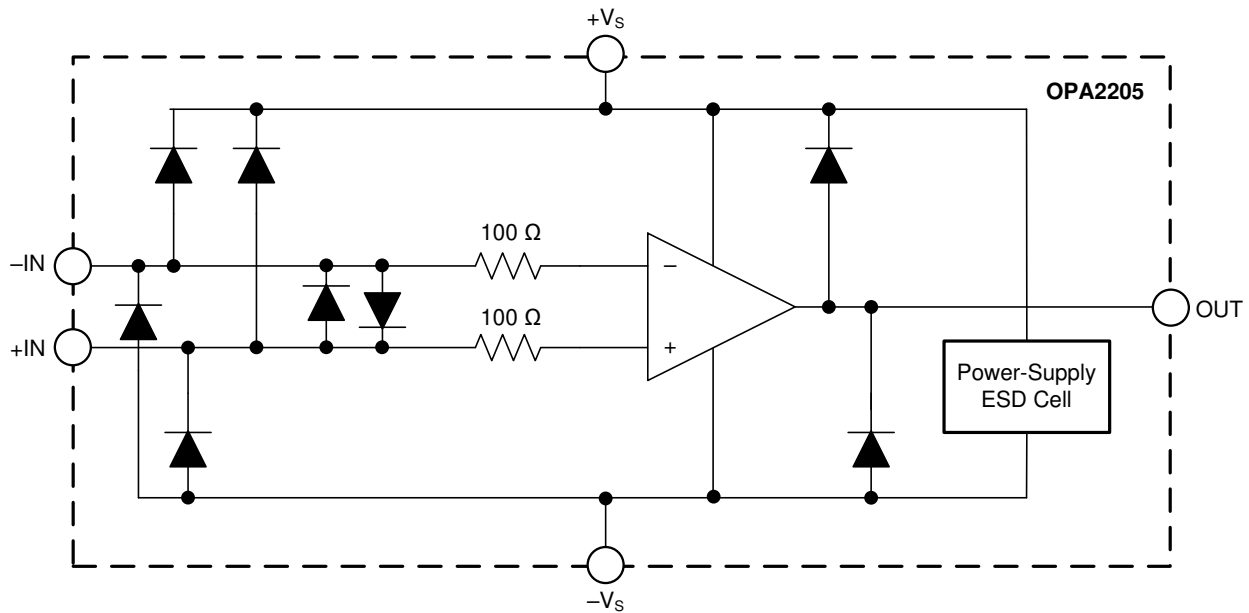 +VS
OPA2205
100 Ω
–IN
−
100 Ω
+IN
+
OUT
Power-Supply
ESD Cell
–VS